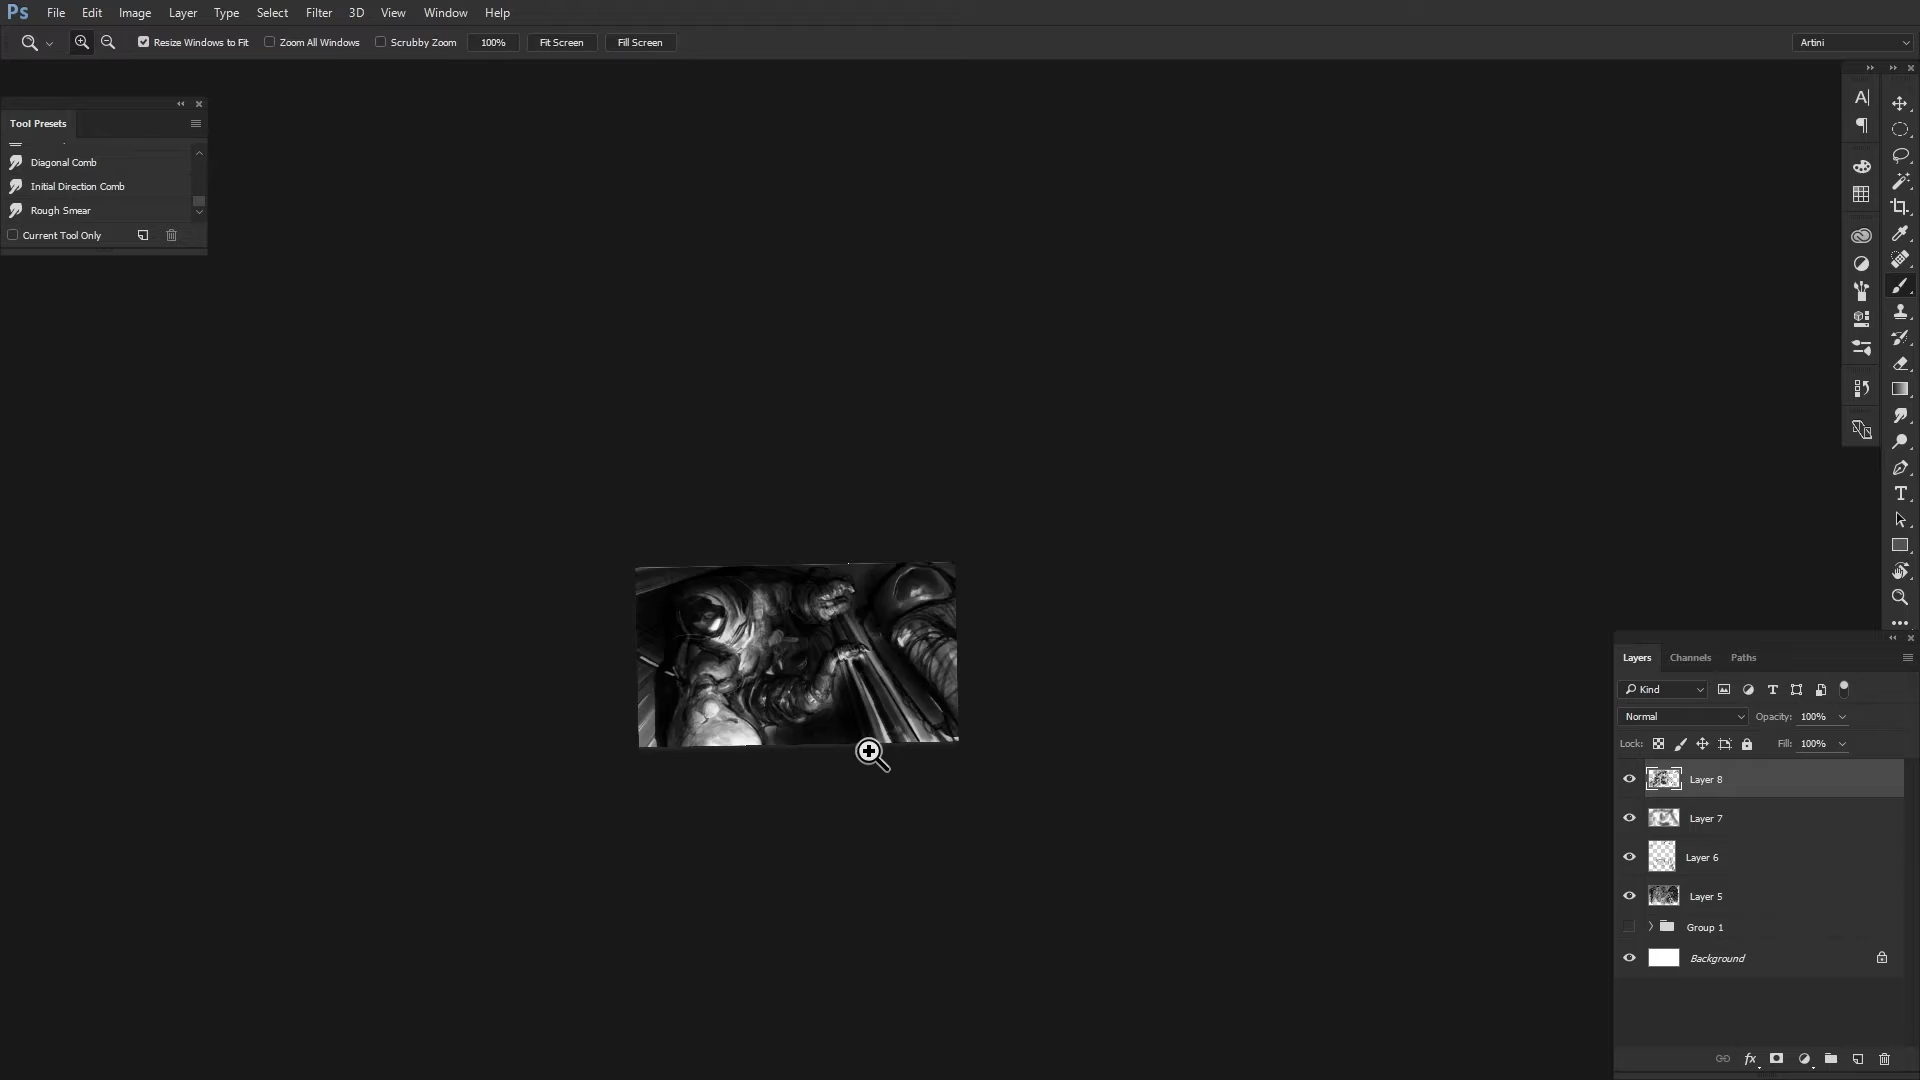 Ps File Edit Image Layer Type Select Filter 3D View Window Help
Resize Windows to Fit Zoom All Windows Scrubby Zoom 100% Fit Screen Fill Screen Artini
Tool Presets
Diagonal Comb
Initial Direction Comb
Rough Smear
Current Tool Only
Layers Channels Paths
Kind
Normal Opacity: 100%
Lock: Fill: 100%
Layer 8
Layer 7
Layer 6
Layer 5
Group 1
Background
fx